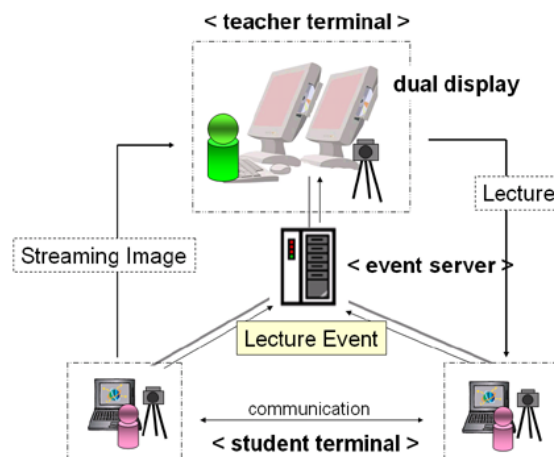 < teacher terminal >
dual display
Lecture
Streaming Image
< event server >
Lecture Event
communication
< student terminal >